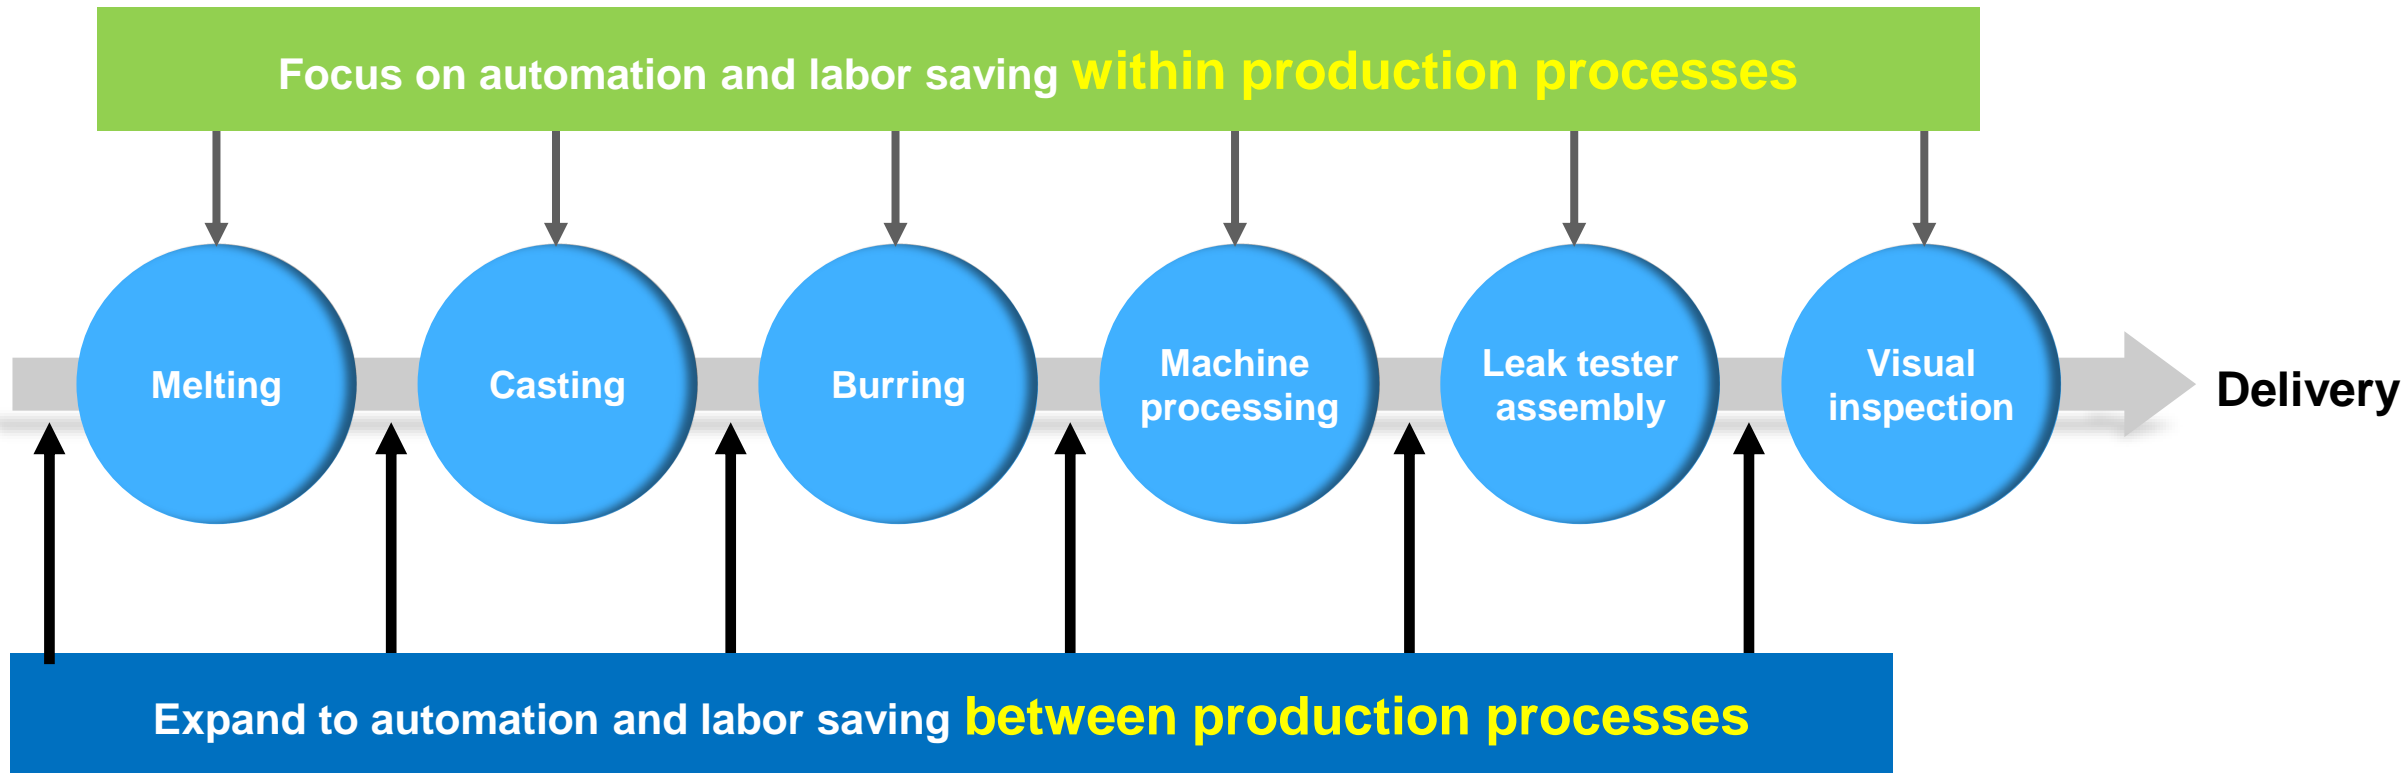 Focus on automation and labor saving within production processes
Melting
Casting
Burring
Machine
processing
Leak tester
assembly
Visual
inspection
Delivery
Expand to automation and labor saving between production processes